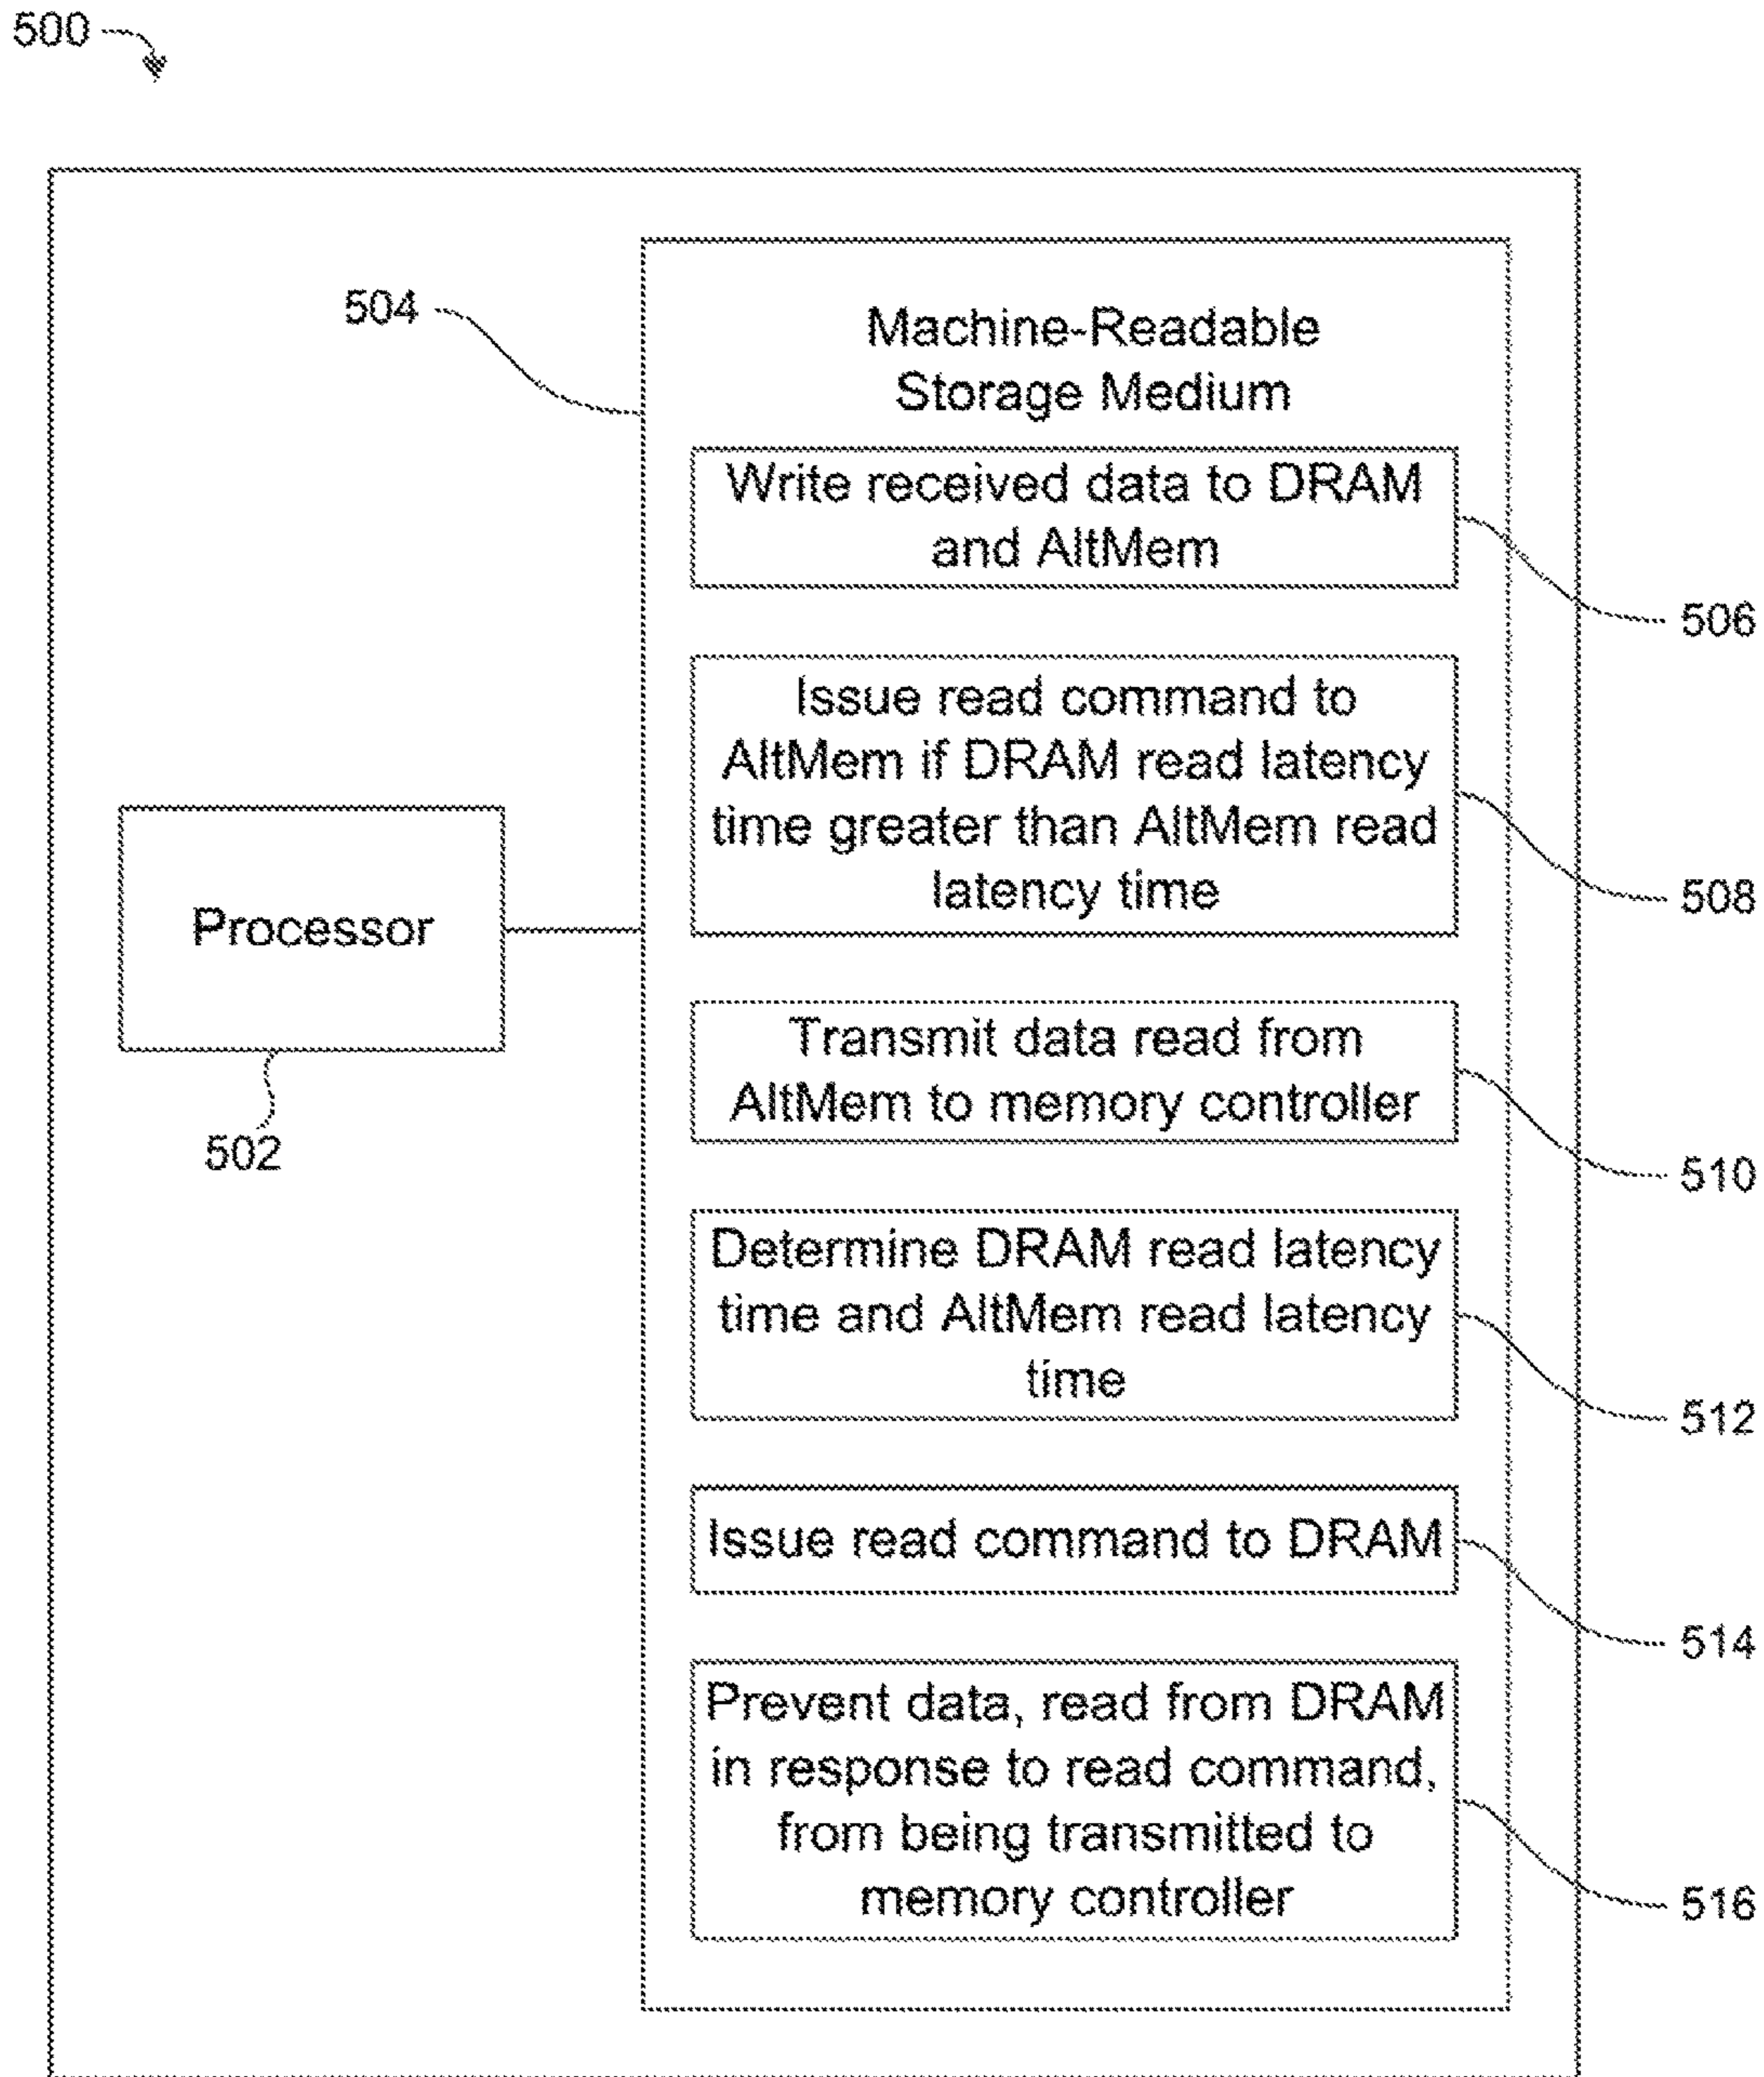 500
504
Machine-Readable
Storage Medium
Write received data to DRAM
and AltMem
506
Issue read command to
AltMem if DRAM read latency
time greater than AltMem read
latency time
508
Processor
502
Transmit data read from
AltMem to memory controller
510
Determine DRAM read latency
time and AltMem read latency
time
512
Issue read command to DRAM
514
Prevent data, read from DRAM
in response to read command,
from being transmitted to
memory controller
516